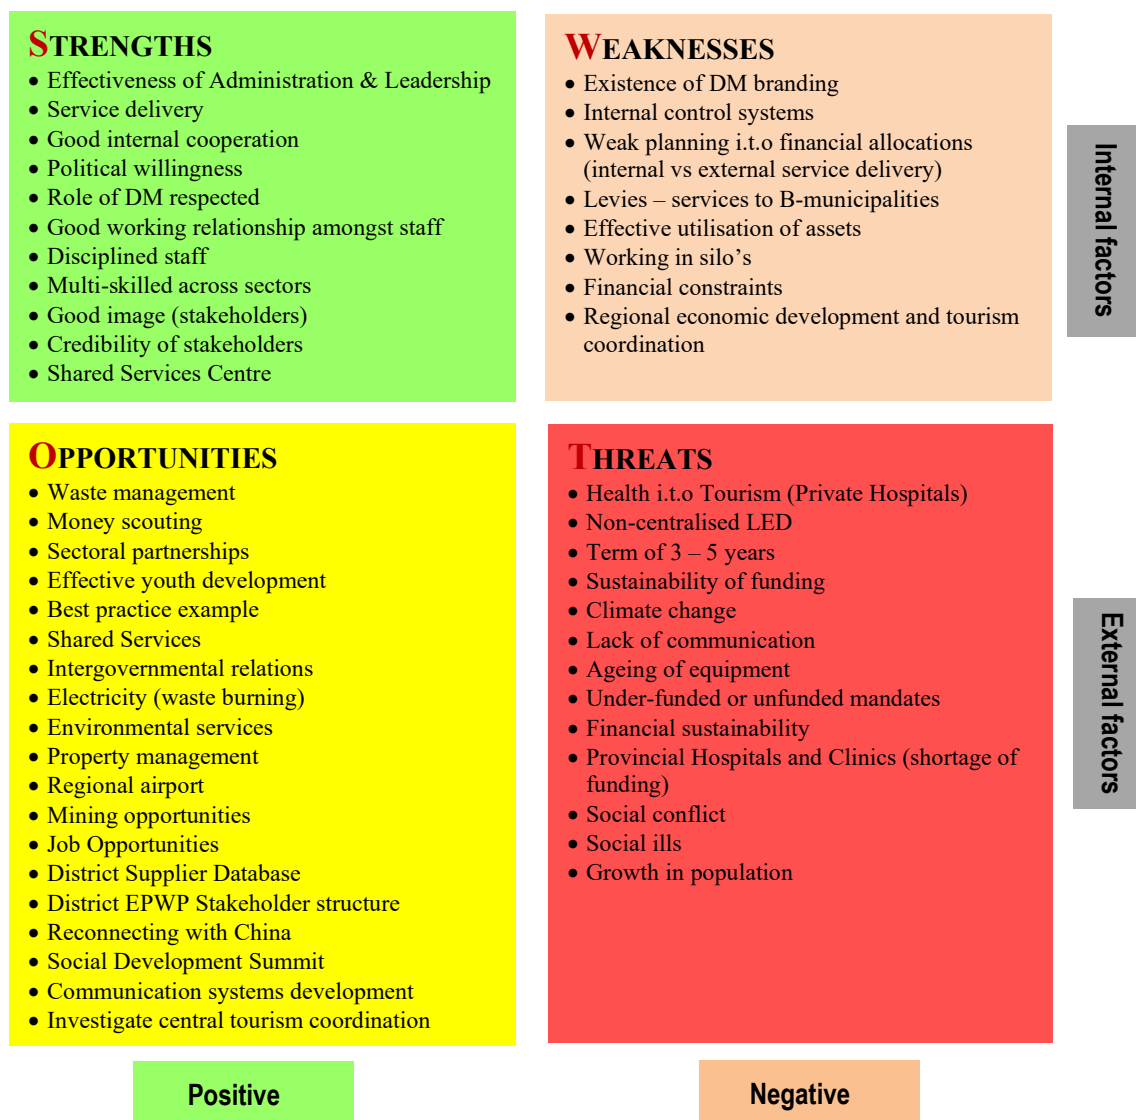 STRENGTHS
• Effectiveness of Administration & Leadership
• Service delivery
• Good internal cooperation
• Political willingness
• Role of DM respected
• Good working relationship amongst staff
• Disciplined staff
• Multi-skilled across sectors
• Good image (stakeholders)
• Credibility of stakeholders
• Shared Services Centre
WEAKNESSES
• Existence of DM branding
• Internal control systems
• Weak planning i.t.o financial allocations
(internal vs external service delivery)
• Levies – services to B-municipalities
• Effective utilisation of assets
• Working in silo's
• Financial constraints
• Regional economic development and tourism
coordination
Internal factors
OPPORTUNITIES
• Waste management
• Money scouting
• Sectoral partnerships
• Effective youth development
• Best practice example
• Shared Services
• Intergovernmental relations
• Electricity (waste burning)
• Environmental services
• Property management
• Regional airport
• Mining opportunities
• Job Opportunities
• District Supplier Database
• District EPWP Stakeholder structure
• Reconnecting with China
• Social Development Summit
• Communication systems development
• Investigate central tourism coordination
THREATS
• Health i.t.o Tourism (Private Hospitals)
• Non-centralised LED
• Term of 3 – 5 years
• Sustainability of funding
• Climate change
• Lack of communication
• Ageing of equipment
• Under-funded or unfunded mandates
• Financial sustainability
• Provincial Hospitals and Clinics (shortage of
funding)
• Social conflict
• Social ills
• Growth in population
External factors
Positive
Negative